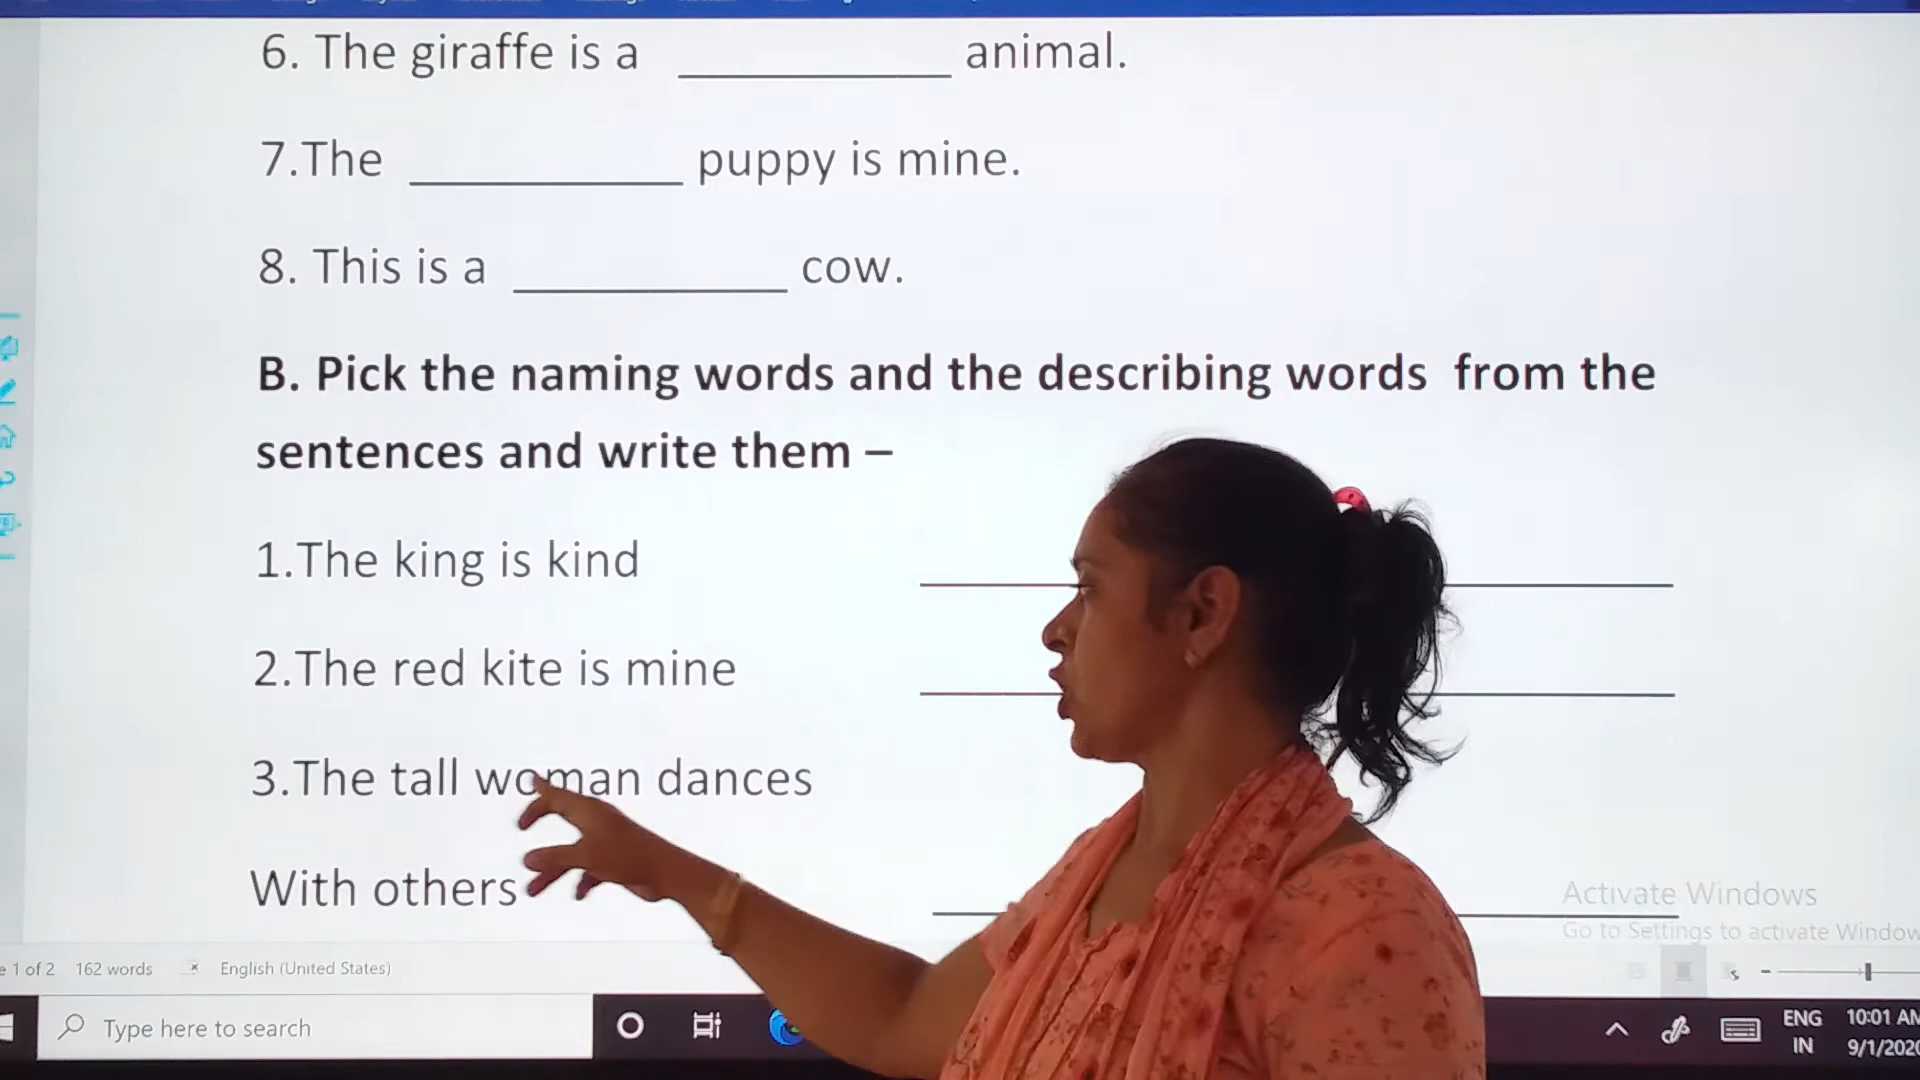 6. The giraffe is a ____________ animal.
7.The ____________ puppy is mine.
8. This is a ____________ cow.
B. Pick the naming words and the describing words from the
sentences and write them –
1.The king is kind
2.The red kite is mine
3.The tall woman dances
With others
Activate Windows
Go to Settings to activate Window
1 of 2 162 words English (United States)
Type here to search
ENG 10:01 AM
IN 9/1/2020